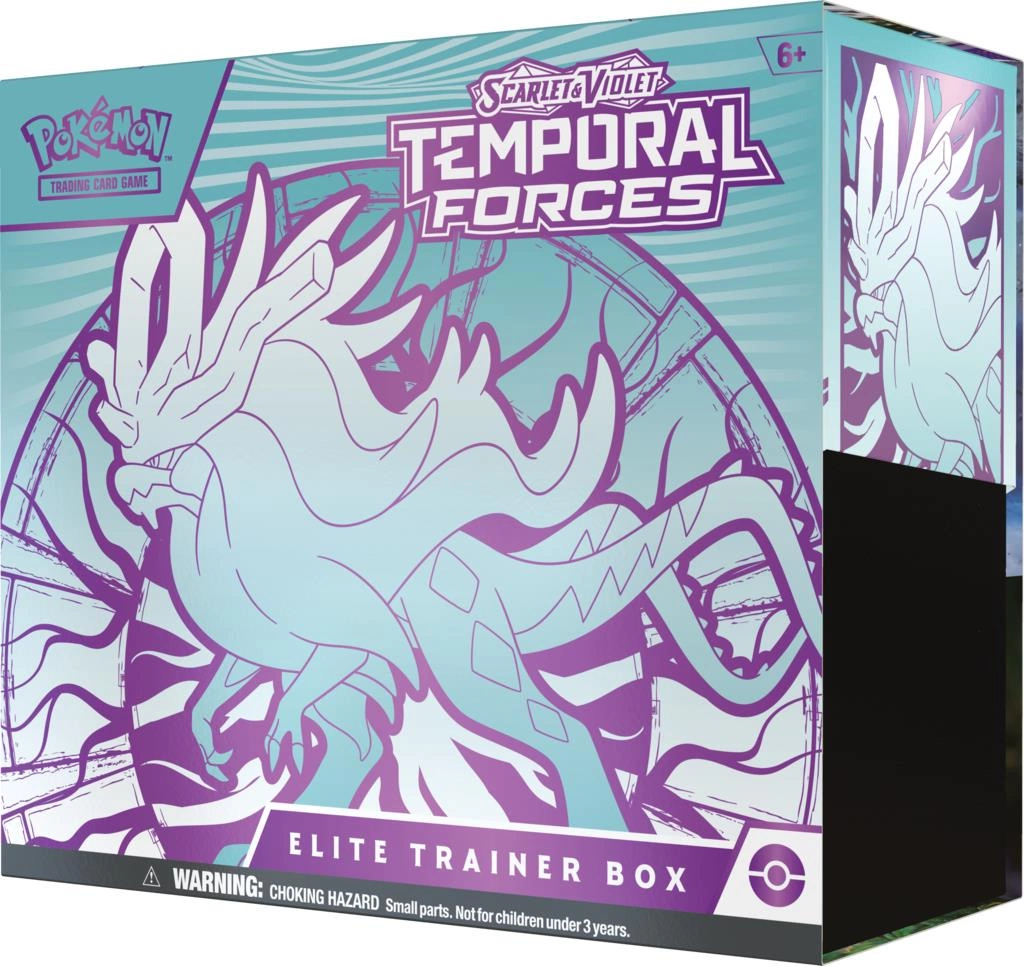 Pokémon™
TRADING CARD GAME
SCARLET & VIOLET
TEMPORAL
FORCES
6+
ELITE TRAINER BOX
WARNING: CHOKING HAZARD Small parts. Not for children under 3 years.